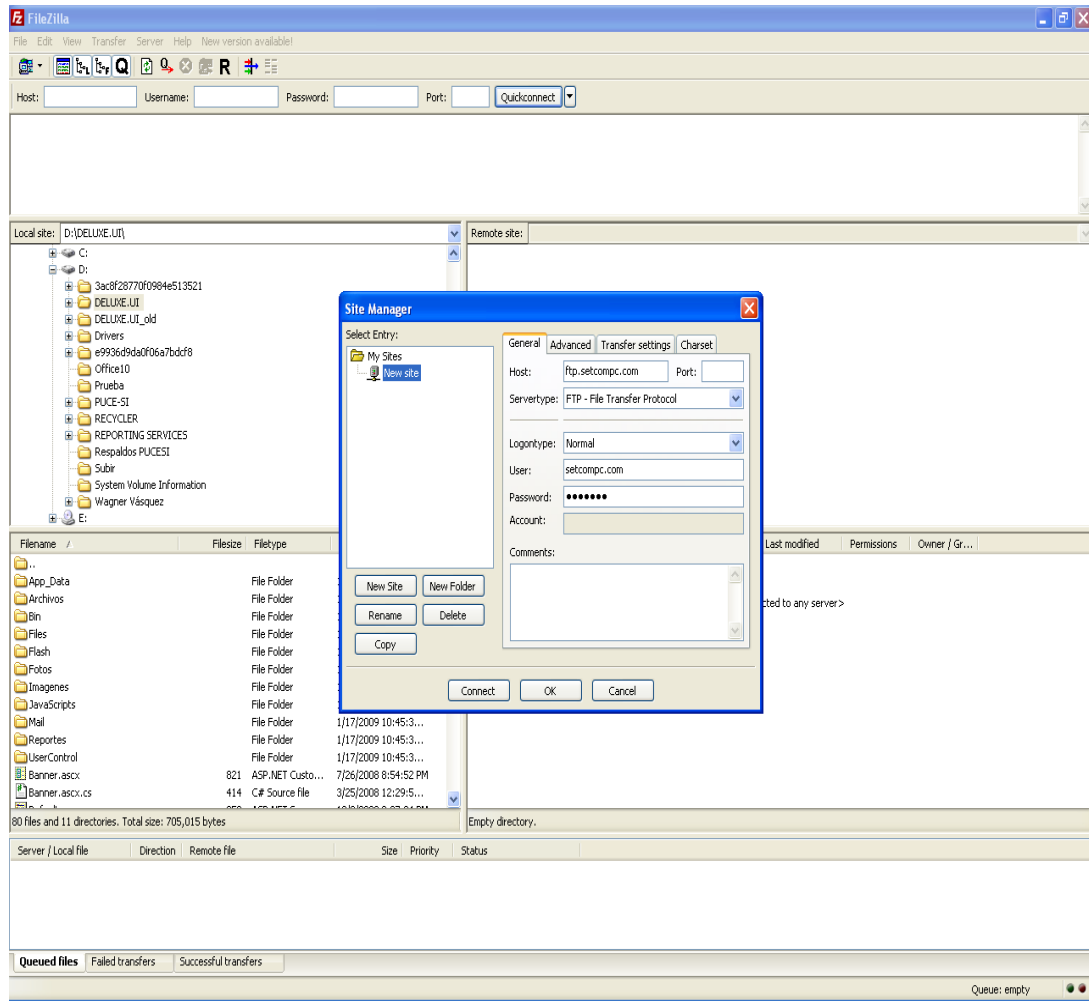 FileZilla
File Edit View Transfer Server Help New version available!
Host: Username: Password: Port: Quickconnect
Local site: D:\DELUXE.UI\
Remote site:
C:
D:
3ac8f28770f0984e513521
DELUXE.UI
DELUXE.UI_old
Drivers
e9936d9da0f06a7bdcf8
Office10
Prueba
PUCE-SI
RECYCLER
REPORTING SERVICES
Respaldos PUCESI
Subir
System Volume Information
Wagner Vásquez
E:
Site Manager
Select Entry:
My Sites
New site
New Site New Folder
Rename Delete
Copy
General Advanced Transfer settings Charset
Host: ftp.setcompc.com Port:
Servertype: FTP - File Transfer Protocol
Logontype: Normal
User: setcompc.com
Password: •••••••
Account:
Comments:
Connect OK Cancel
Filename Filesize Filetype
..
App_Data File Folder
Archivos File Folder
Bin File Folder
Files File Folder
Flash File Folder
Fotos File Folder
Imagenes File Folder
JavaScripts File Folder
Mail File Folder 1/17/2009 10:45:3...
Reportes File Folder 1/17/2009 10:45:3...
UserControl File Folder 1/17/2009 10:45:3...
Banner.ascx 821 ASP.NET Custo... 7/26/2008 8:54:52 PM
Banner.ascx.cs 414 C# Source file 3/25/2008 12:29:5...
80 files and 11 directories. Total size: 705,015 bytes
Last modified Permissions Owner / Gr...
cted to any server>
Empty directory.
Server / Local file Direction Remote file Size Priority Status
Queued files Failed transfers Successful transfers
Queue: empty